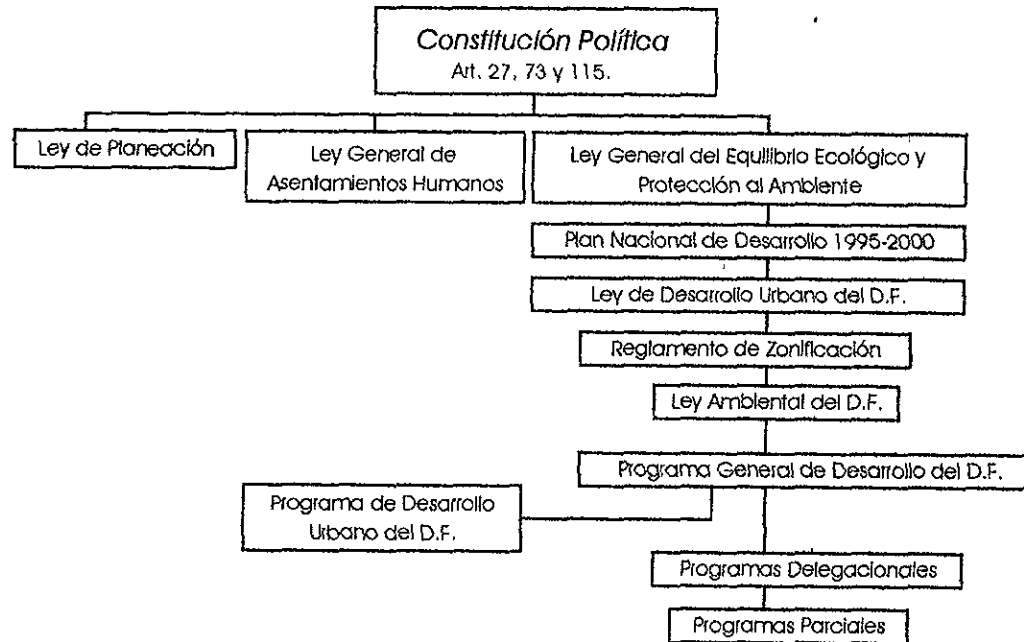 Constitución Política
Art. 27, 73 y 115.
Ley de Planeación
Ley General de
Asentamientos Humanos
Ley General del Equilibrio Ecológico y
Protección al Ambiente
Plan Nacional de Desarrollo 1995-2000
Ley de Desarrollo Urbano del D.F.
Reglamento de Zonificación
Ley Ambiental del D.F.
Programa General de Desarrollo del D.F.
Programa de Desarrollo
Urbano del D.F.
Programas Delegacionales
Programas Parciales